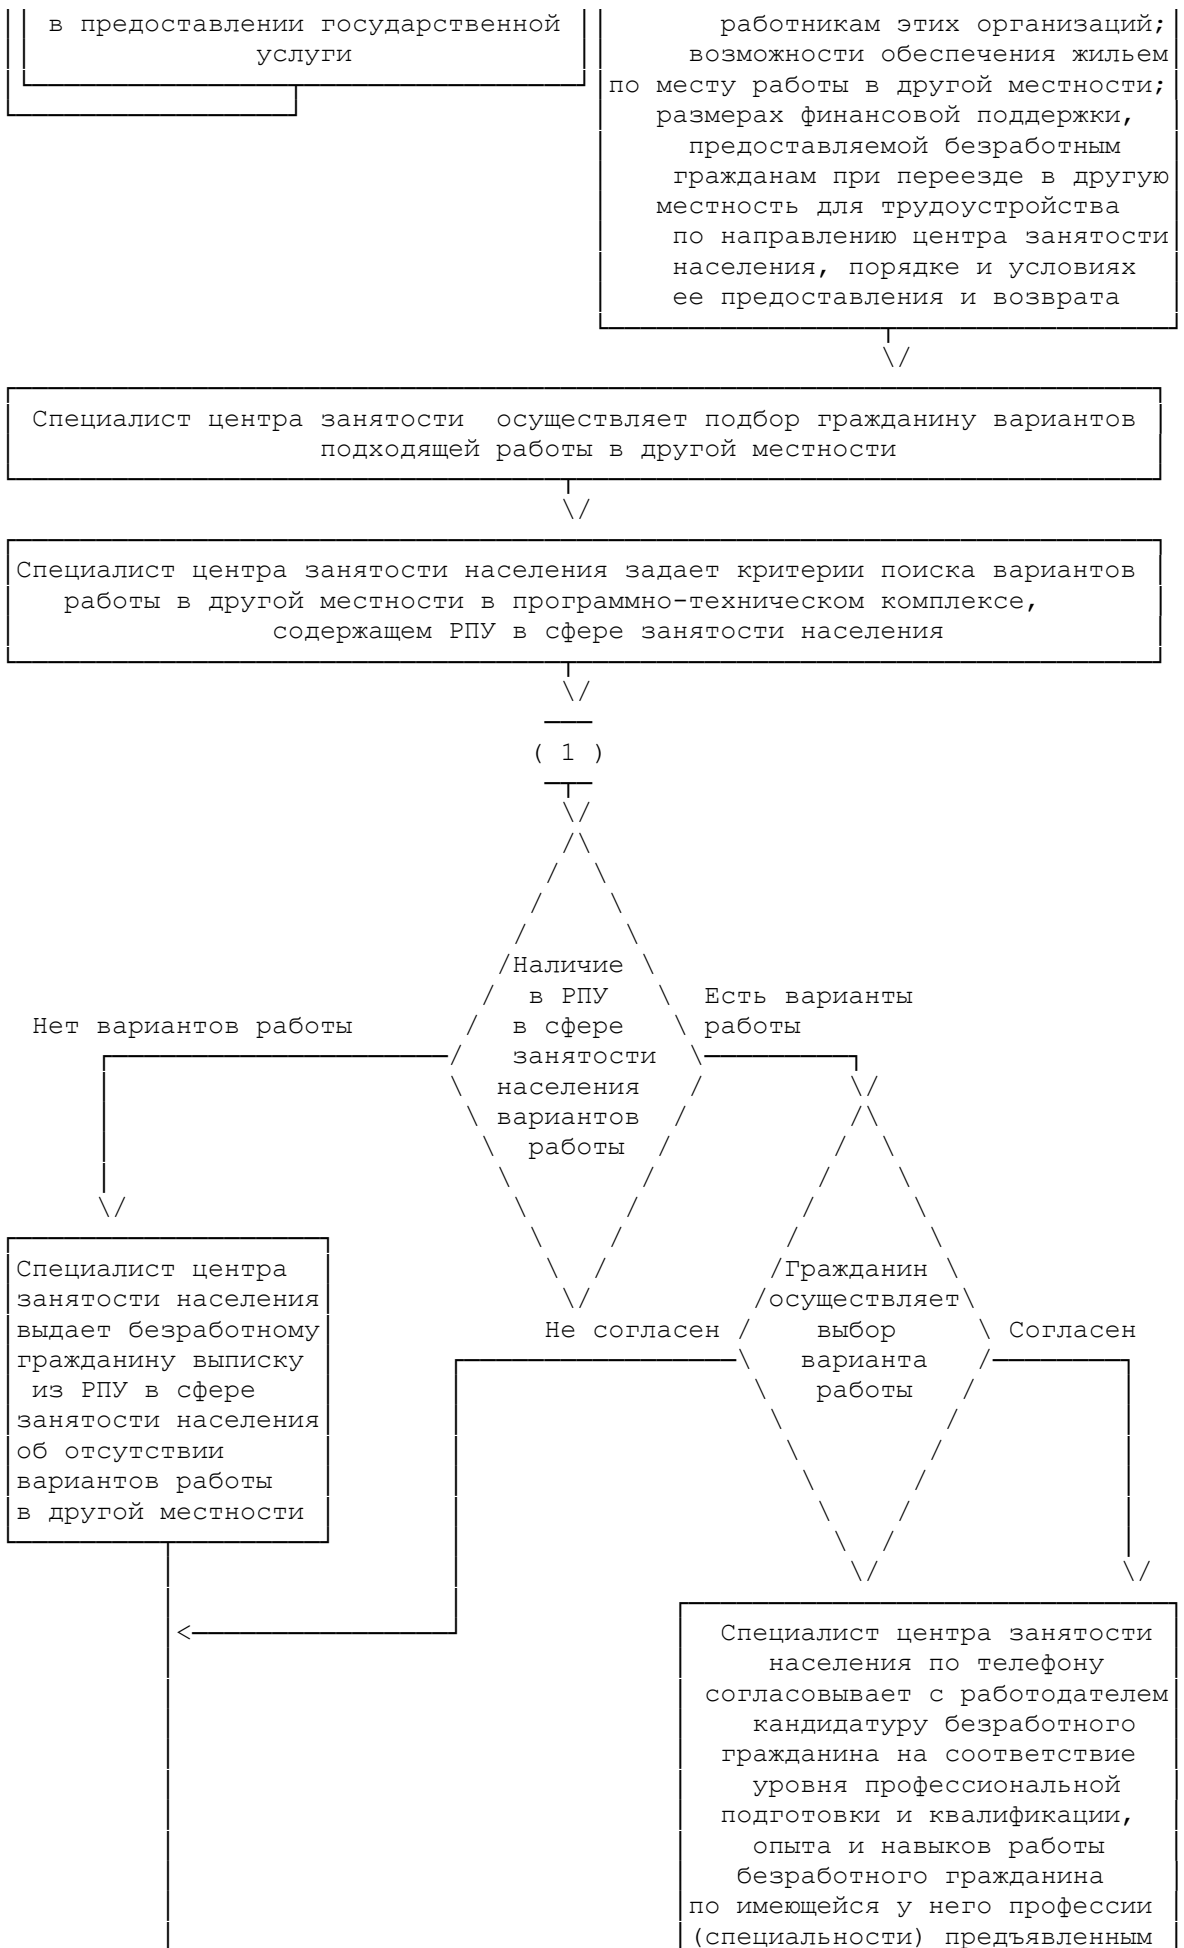 в предоставлении государственной
услуги
работникам этих организаций;
возможности обеспечения жильем
по месту работы в другой местности;
размерах финансовой поддержки,
предоставляемой безработным
гражданам при переезде в другую
местность для трудоустройства
по направлению центра занятости
населения, порядке и условиях
ее предоставления и возврата
Специалист центра занятости осуществляет подбор гражданину вариантов
подходящей работы в другой местности
Специалист центра занятости населения задает критерии поиска вариантов
работы в другой местности в программно-техническом комплексе,
содержащем РПУ в сфере занятости населения
( 1 )
Наличие
в РПУ
в сфере
занятости
населения
вариантов
работы
Нет вариантов работы
Есть варианты
работы
Специалист центра
занятости населения
выдает безработному
гражданину выписку
из РПУ в сфере
занятости населения
об отсутствии
вариантов работы
в другой местности
Гражданин
осуществляет
выбор
варианта
работы
Не согласен
Согласен
Специалист центра занятости
населения по телефону
согласовывает с работодателем
кандидатуру безработного
гражданина на соответствие
уровня профессиональной
подготовки и квалификации,
опыта и навыков работы
безработного гражданина
по имеющейся у него профессии
(специальности) предъявленным